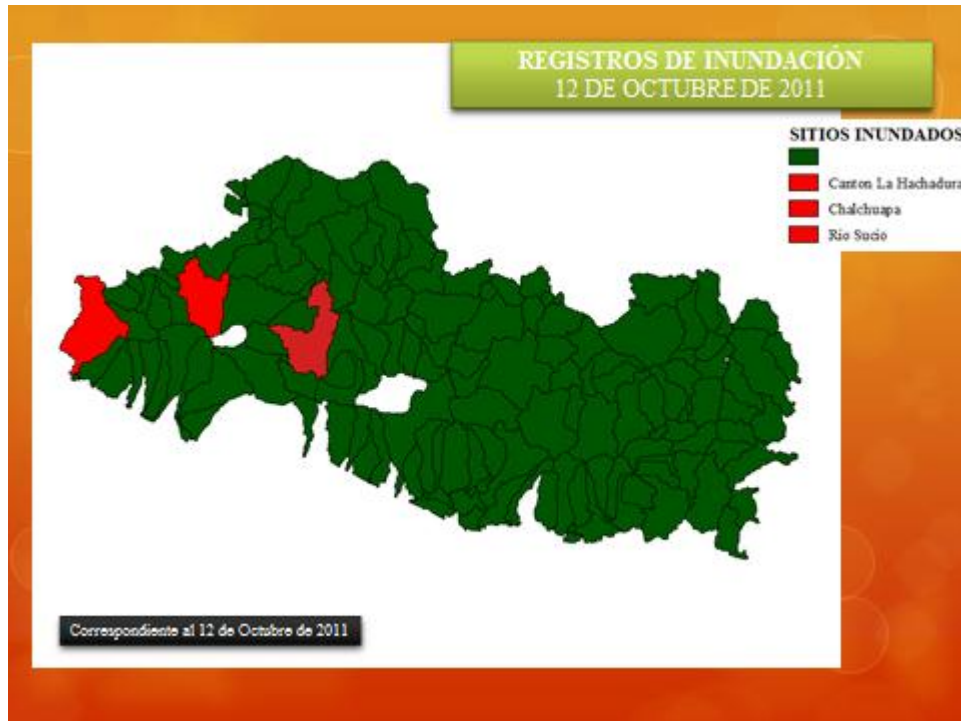 REGISTROS DE INUNDACIÓN
12 DE OCTUBRE DE 2011
SITIOS INUNDADOS
Canton La Hachadura
Chalchuapa
Rio Sucio
Correspondiente al 12 de Octubre de 2011